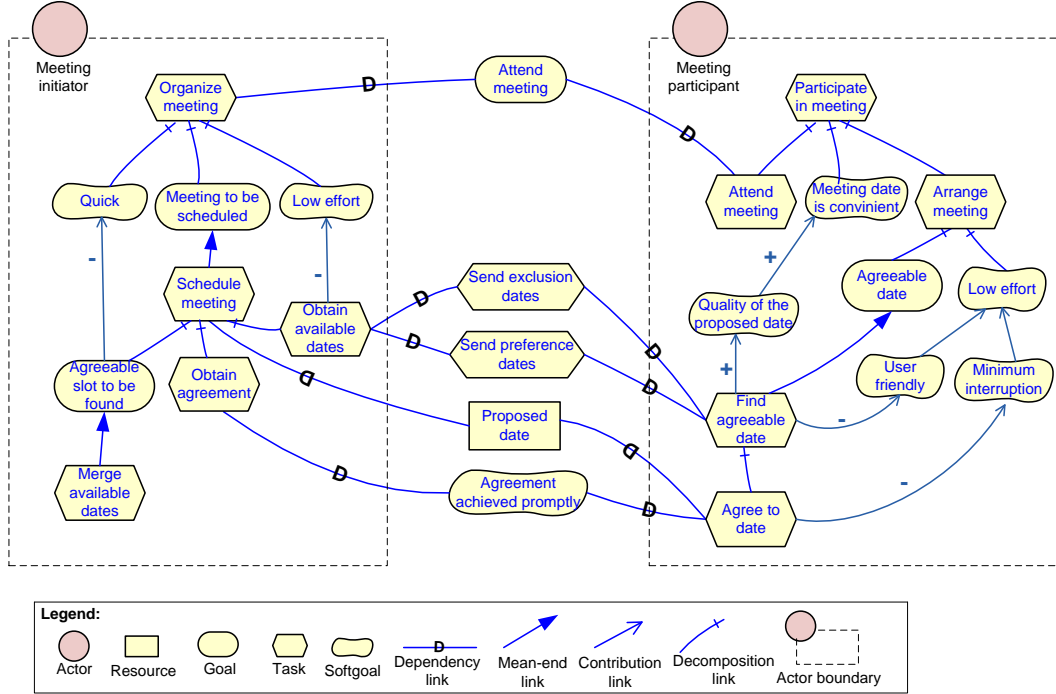 Meeting
initiator
Organize
meeting
D
Attend
meeting
D
Meeting
participant
Participate
in meeting
Quick
Meeting to be
scheduled
Low effort
Attend
meeting
Meeting date
is convinient
Arrange
meeting
-
-
+
Schedule
meeting
Obtain
available
dates
D
D
Send exclusion
dates
Send preference
dates
D
D
Quality of the
proposed date
Agreeable
date
Low effort
Agreeable
slot to be
found
Obtain
agreement
D
+
User
friendly
Minimum
interruption
Proposed
date
D
Find
agreeable
date
-
-
Merge
available
dates
D
Agreement
achieved promptly
D
Agree to
date
Legend:
Actor
Resource
Goal
Task
Softgoal
D
Dependency
link
Mean-end
link
Contribution
link
Decomposition
link
Actor boundary